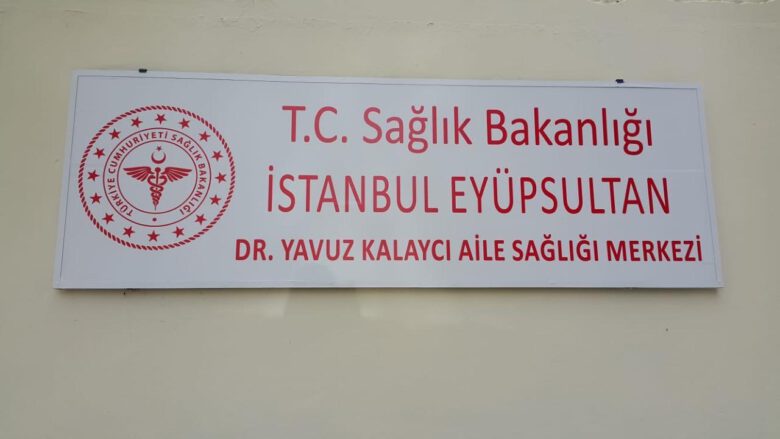 T.C. Sağlık Bakanlığı
İSTANBUL EYÜPSULTAN
DR. YAVUZ KALAYCI AİLE SAĞLIĞI MERKEZİ
TÜRKİYE CUMHURİYETİ SAĞLIK BAKANLIĞI